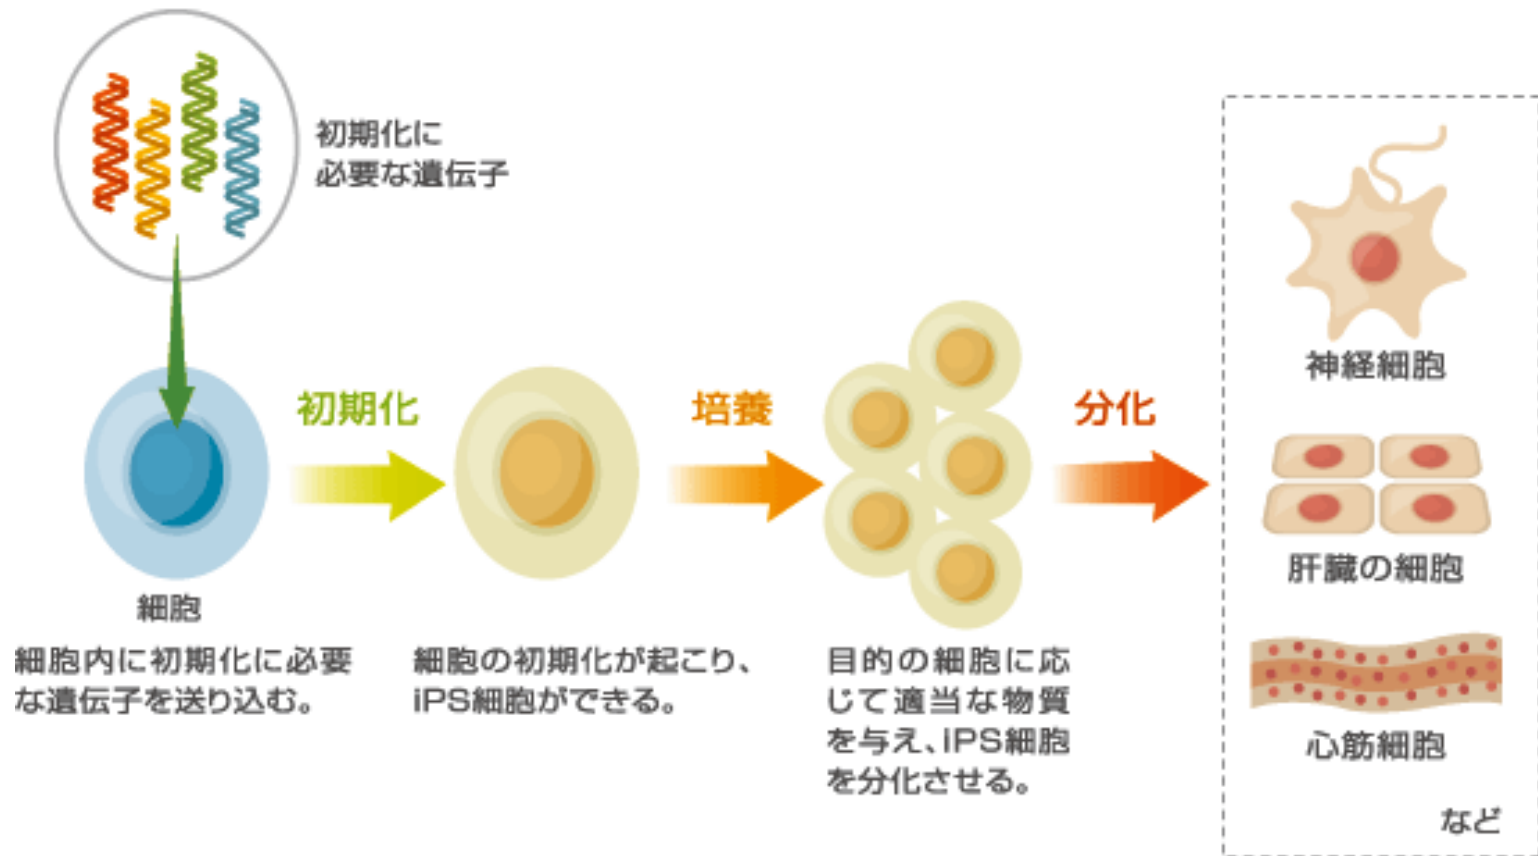 初期化に
必要な遺伝子
初期化
培養
分化
細胞
細胞内に初期化に必要
な遺伝子を送り込む。
細胞の初期化が起こり、
iPS細胞ができる。
目的の細胞に応
じて適当な物質
を与え、iPS細胞
を分化させる。
神経細胞
肝臓の細胞
心筋細胞
など